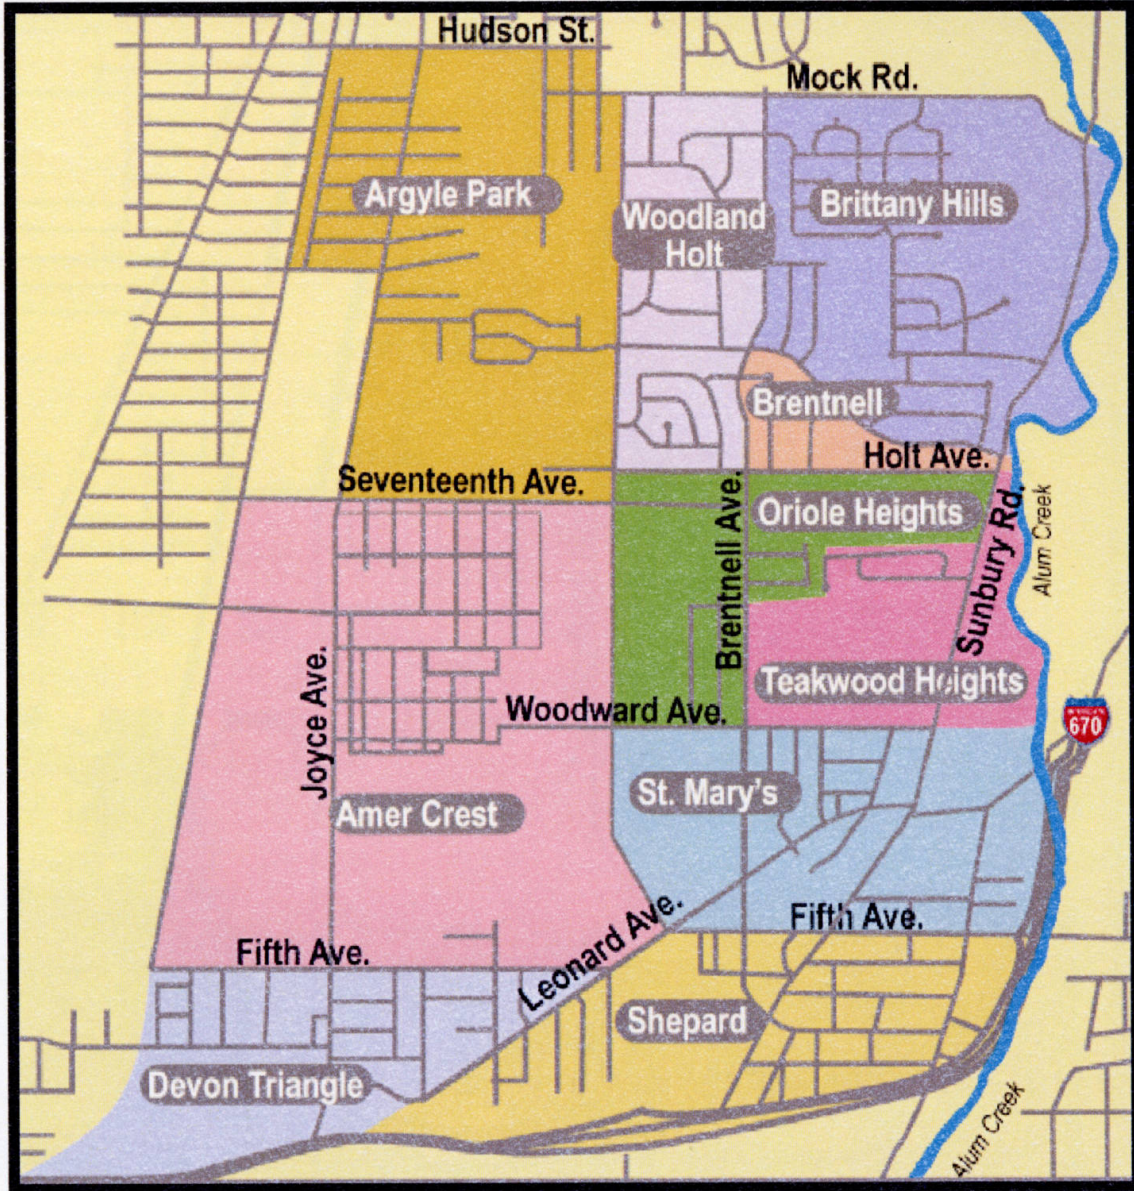 Hudson St.
Mock Rd.
Argyle Park
Woodland
Holt
Brittany Hills
Brentnell
Holt Ave.
Seventeenth Ave.
Oriole Heights
Brentnell Ave.
Sunbury Rd.
Alum Creek
Teakwood Heights
Woodward Ave.
Joyce Ave.
670
St. Mary's
Amer Crest
Fifth Ave.
Leonard Ave.
Fifth Ave.
Shepard
Devon Triangle
Alum Creek